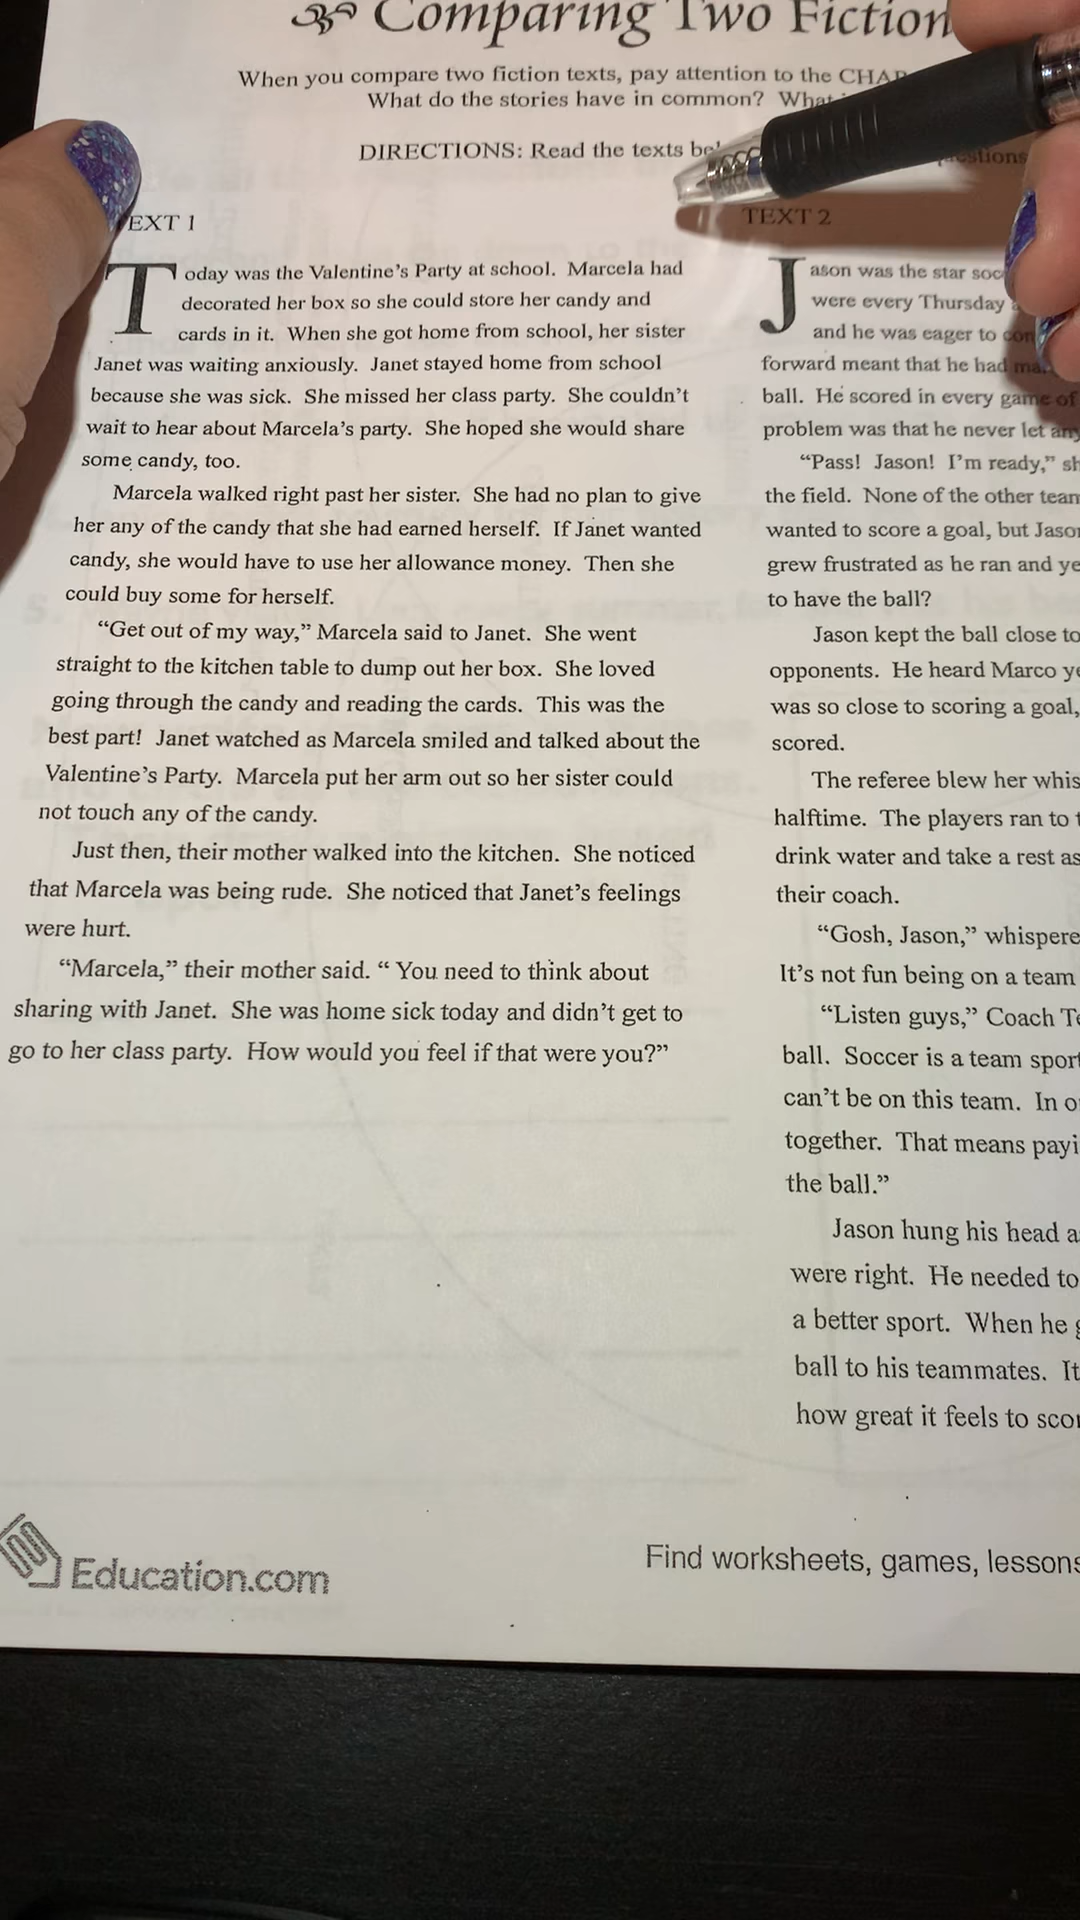 Comparing Two Fiction
When you compare two fiction texts, pay attention to the
What do the stories have in common?
DIRECTIONS: Read the texts
TEXT 1
Today was the Valentine's Party at school. Marcela had
decorated her box so she could store her candy and
cards in it. When she got home from school, her sister
Janet was waiting anxiously. Janet stayed home from school
because she was sick. She missed her class party. She couldn't
wait to hear about Marcela's party. She hoped she would share
some candy, too.
Marcela walked right past her sister. She had no plan to give
her any of the candy that she had earned herself. If Janet wanted
candy, she would have to use her allowance money. Then she
could buy some for herself.
"Get out of my way," Marcela said to Janet. She went
straight to the kitchen table to dump out her box. She loved
going through the candy and reading the cards. This was the
best part! Janet watched as Marcela smiled and talked about the
Valentine's Party. Marcela put her arm out so her sister could
not touch any of the candy.
Just then, their mother walked into the kitchen. She noticed
that Marcela was being rude. She noticed that Janet's feelings
were hurt.
"Marcela," their mother said. " You need to think about
sharing with Janet. She was home sick today and didn't get to
go to her class party. How would you feel if that were you?"
TEXT 2
Jason was the star
were every Thursday
and he was eager to
forward meant that he had
ball. He scored in every game of
problem was that he never let
"Pass! Jason! I'm ready,"
the field. None of the other
wanted to score a goal, but
grew frustrated as he ran and
to have the ball?
Jason kept the ball close to
opponents. He heard Marco
was so close to scoring a goal,
scored.
The referee blew her
halftime. The players ran to
drink water and take a rest as
their coach.
"Gosh, Jason,"
It's not fun being on a team
"Listen guys," Coach
ball. Soccer is a team
can't be on this team. In
together. That means
the ball."
Jason hung his head
were right. He needed to
a better sport. When he
ball to his teammates. It
how great it feels to
Education.com
Find worksheets, games, lessons